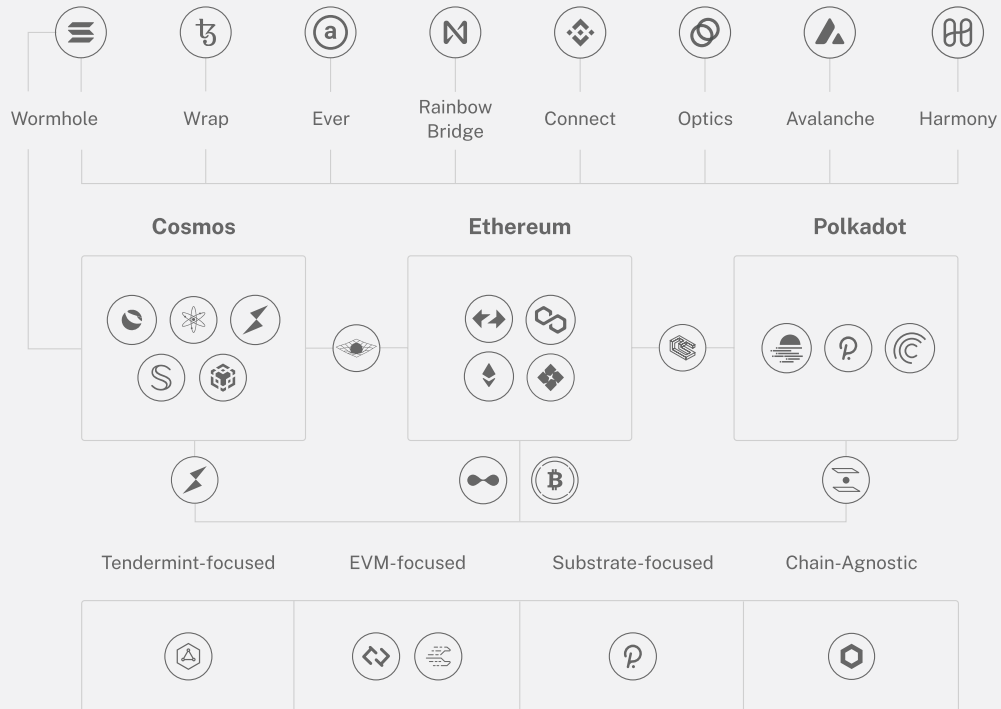 Wormhole
Wrap
Ever
Rainbow
Bridge
Connect
Optics
Avalanche
Harmony
Cosmos
Ethereum
Polkadot
Tendermint-focused
EVM-focused
Substrate-focused
Chain-Agnostic